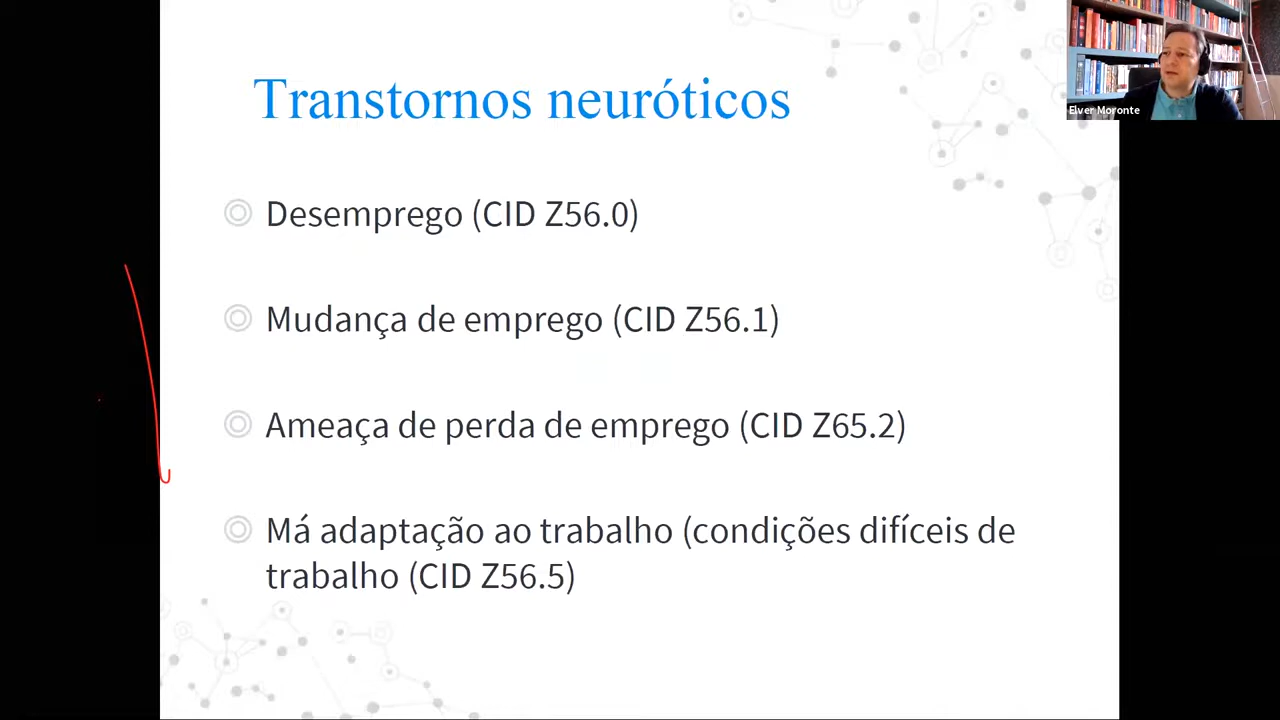 Transtornos neuróticos
Elver Moronte
Desemprego (CID Z56.0)
Mudança de emprego (CID Z56.1)
Ameaça de perda de emprego (CID Z65.2)
Má adaptação ao trabalho (condições difíceis de
trabalho (CID Z56.5)